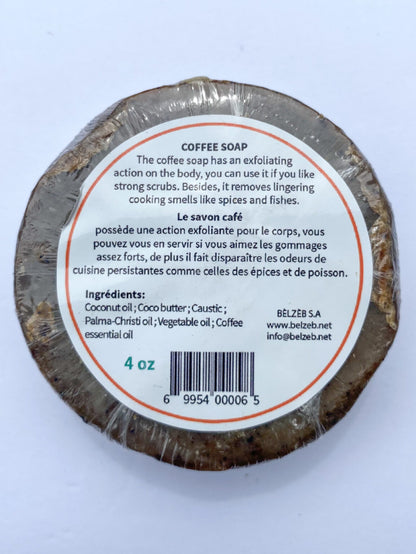 COFFEE SOAP
The coffee soap has an exfoliating
action on the body, you can use it if you like
strong scrubs. Besides, it removes lingering
cooking smells like spices and fishes.
Le savon café
possède une action exfoliante pour le corps, vous
pouvez vous en servir si vous aimez les gommages
assez forts, de plus il fait disparaître les odeurs de
cuisine persistantes comme celles des épices et de poisson.
Ingrédients:
Coconut oil ; Coco butter ; Caustic ;
Palma-Christi oil ; Vegetable oil ; Coffee
essential oil
BÈLZÈB S.A
www.belzeb.net
info@belzeb.net
4 oz
6 99540 00006 5